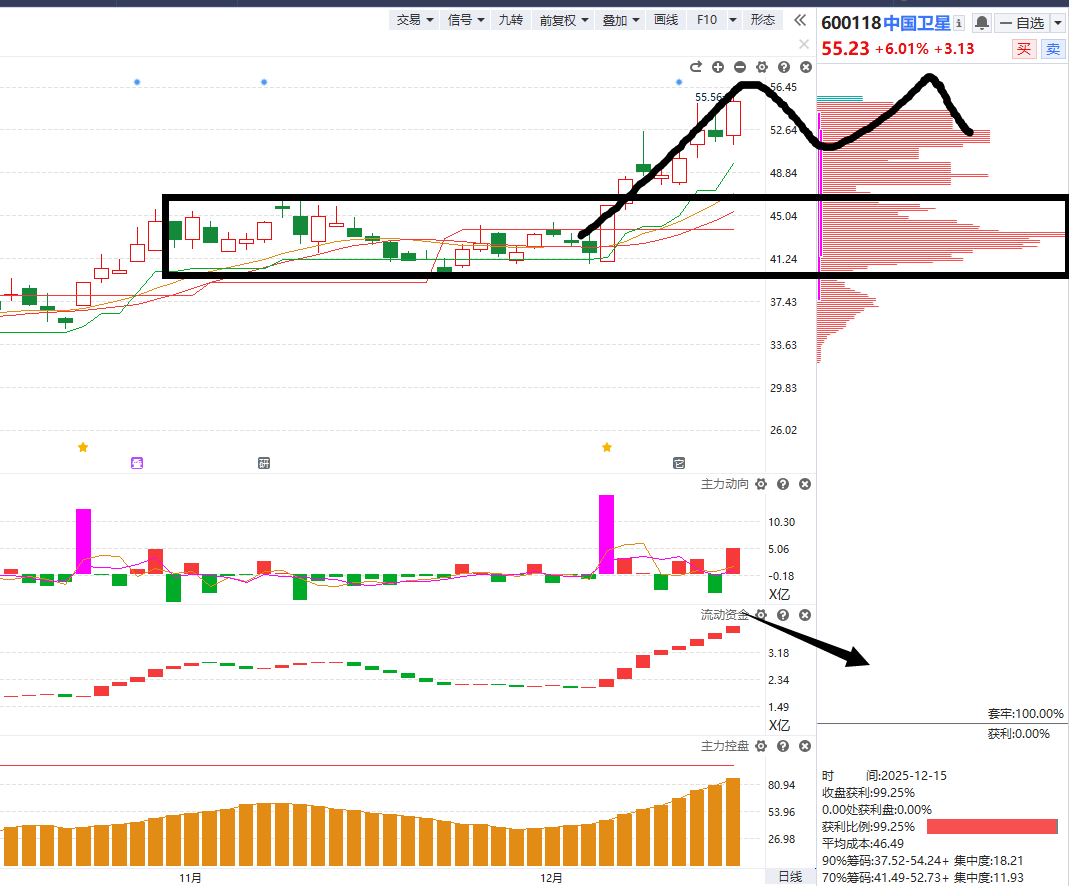 交易 信号 九转 前复权 叠加 画线 F10 形态
600118中国卫星 自选
55.23 +6.01% +3.13 买 卖
55.56
56.45
52.64
48.84
45.04
41.24
37.43
33.63
29.83
26.02
主力动向
10.30
5.06
-0.18
X亿
流动资金
3.18
2.34
1.49
X亿
套牢:100.00%
获利:0.00%
主力控盘
80.94
53.96
26.98
11月 12月 日线
时 间:2025-12-15
收盘获利:99.25%
0.00处获利盘:0.00%
获利比例:99.25%
平均成本:46.49
90%筹码:37.52-54.24+ 集中度:18.21
70%筹码:41.49-52.73+ 集中度:11.93